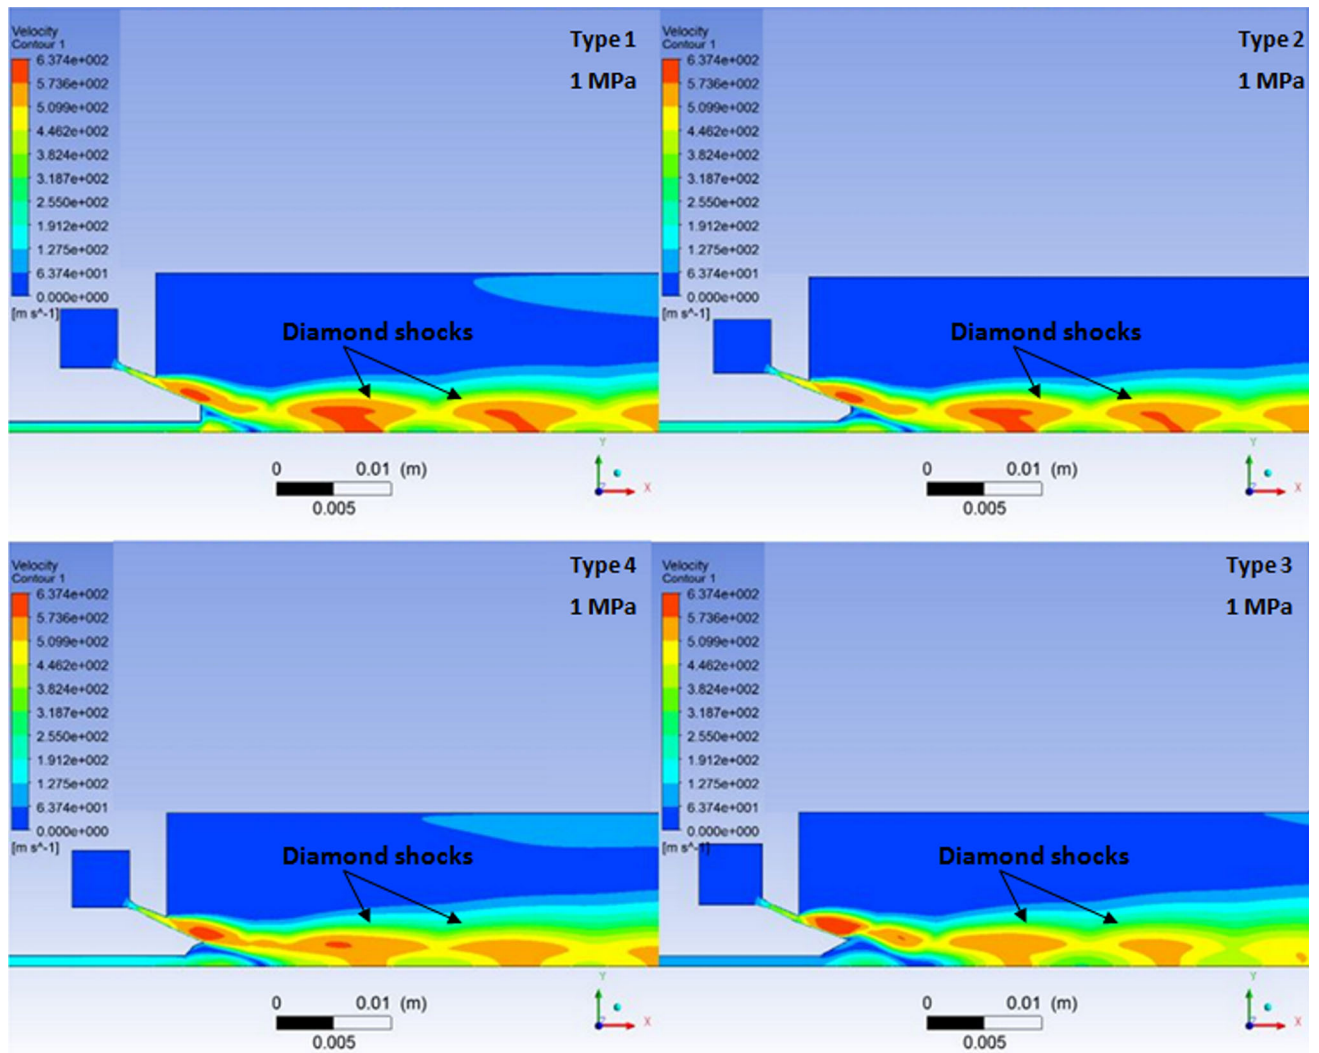 Velocity
Contour 1
6.374e+002
5.736e+002
5.099e+002
4.462e+002
3.824e+002
3.187e+002
2.550e+002
1.912e+002
1.275e+002
6.374e+001
0.000e+000
[m s^-1]
Type 1
1 MPa
Diamond shocks
0 0.01 (m)
0.005
Y
X
Velocity
Contour 1
6.374e+002
5.736e+002
5.099e+002
4.462e+002
3.824e+002
3.187e+002
2.550e+002
1.912e+002
1.275e+002
6.374e+001
0.000e+000
[m s^-1]
Type 2
1 MPa
Diamond shocks
0 0.01 (m)
0.005
Y
X
Velocity
Contour 1
6.374e+002
5.736e+002
5.099e+002
4.462e+002
3.824e+002
3.187e+002
2.550e+002
1.912e+002
1.275e+002
6.374e+001
0.000e+000
[m s^-1]
Type 4
1 MPa
Diamond shocks
0 0.01 (m)
0.005
Y
X
Velocity
Contour 1
6.374e+002
5.736e+002
5.099e+002
4.462e+002
3.824e+002
3.187e+002
2.550e+002
1.912e+002
1.275e+002
6.374e+001
0.000e+000
[m s^-1]
Type 3
1 MPa
Diamond shocks
0 0.01 (m)
0.005
Y
X